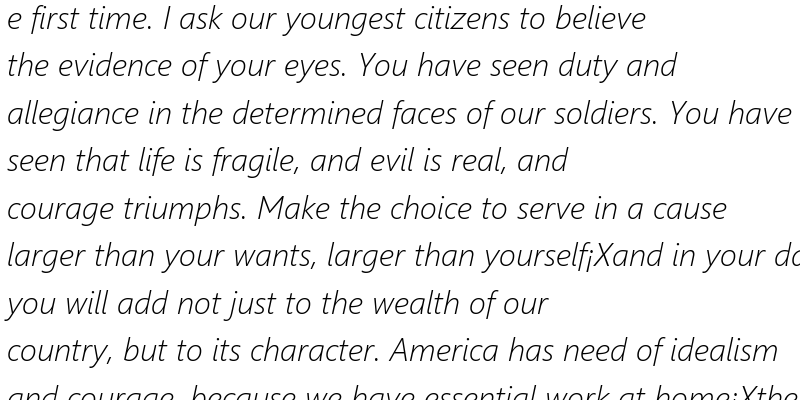 e first time. I ask our youngest citizens to believe
the evidence of your eyes. You have seen duty and
allegiance in the determined faces of our soldiers. You have
seen that life is fragile, and evil is real, and
courage triumphs. Make the choice to serve in a cause
larger than your wants, larger than yourself¡Xand in your
you will add not just to the wealth of our
country, but to its character. America has need of idealism
and courage, because we have essential work at home¡Xthe